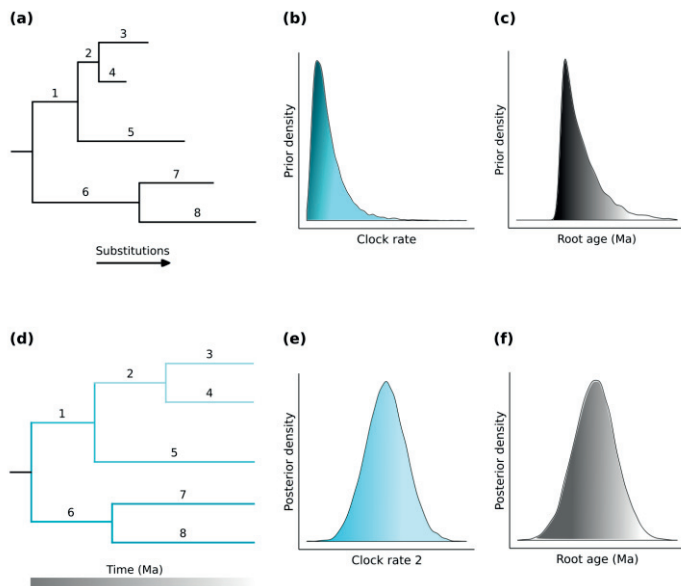 (a)
3
2
4
1
5
7
6
8
Substitutions
(b)
Prior density
Clock rate
(c)
Prior density
Root age (Ma)
(d)
3
2
4
1
5
7
6
8
Time (Ma)
(e)
Posterior density
Clock rate 2
(f)
Posterior density
Root age (Ma)